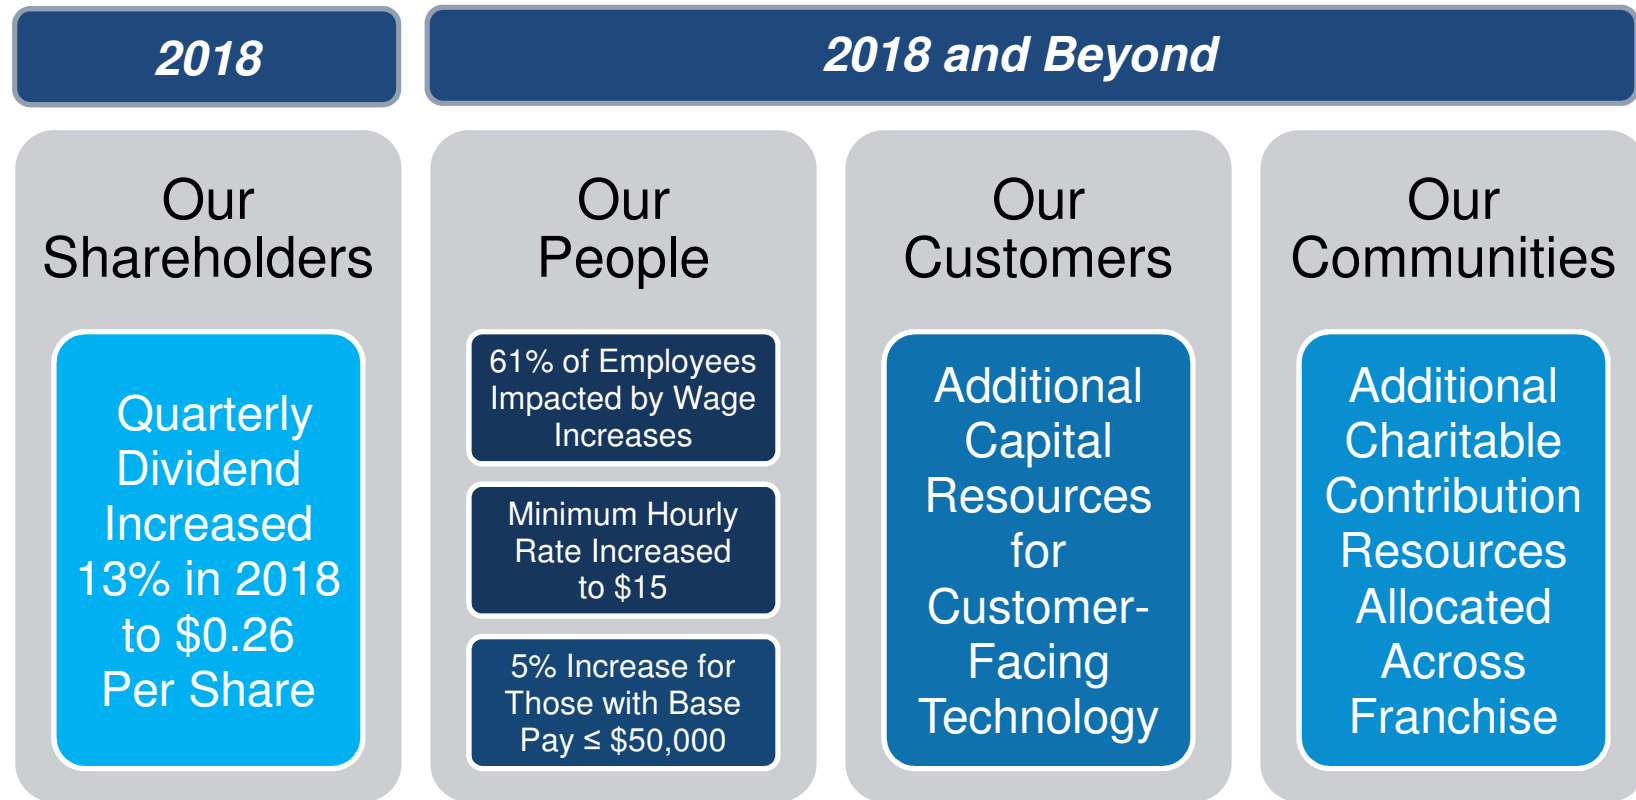 2018
2018 and Beyond
Our
Shareholders
Quarterly
Dividend
Increased
13% in 2018
to $0.26
Per Share
Our
People
61% of Employees
Impacted by Wage
Increases
Minimum Hourly
Rate Increased
to $15
5% Increase for
Those with Base
Pay ≤ $50,000
Our
Customers
Additional
Capital
Resources
for
Customer-
Facing
Technology
Our
Communities
Additional
Charitable
Contribution
Resources
Allocated
Across
Franchise